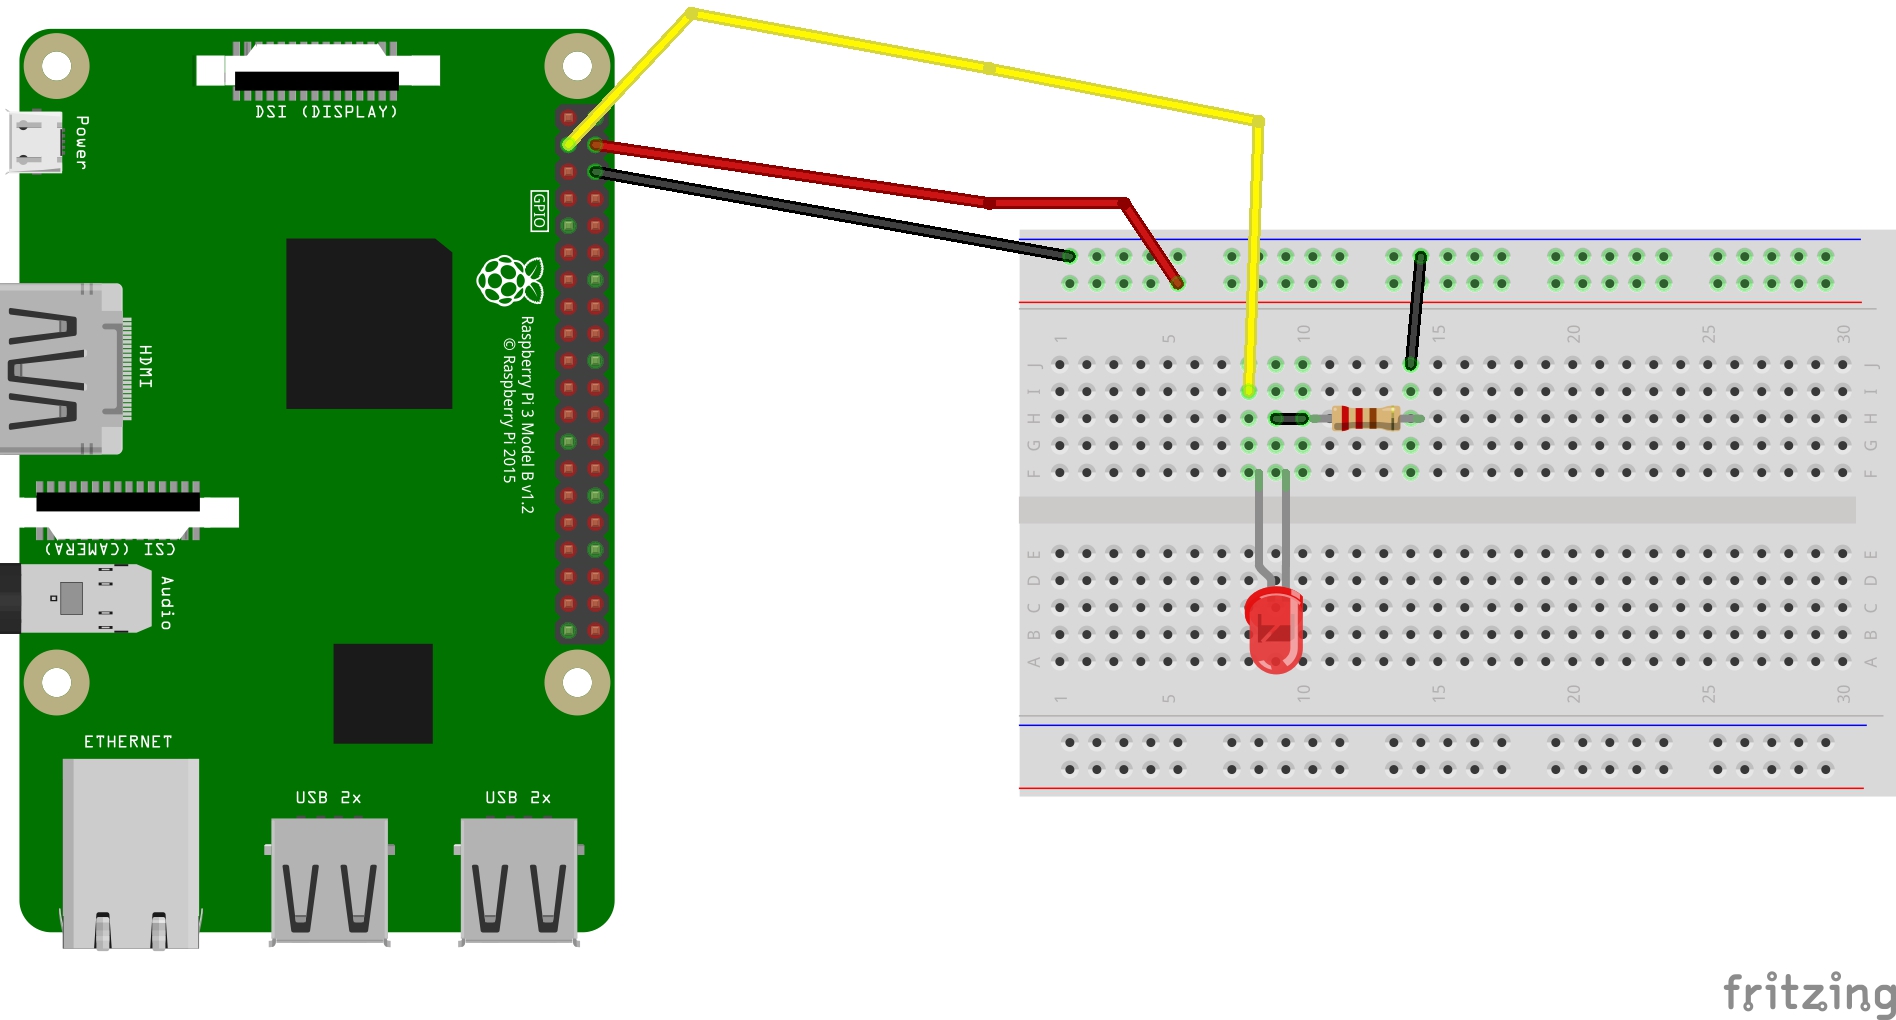 DSI (DISPLAY)
Power
GPIO
HDMI
Raspberry Pi 3 Model B v1.2
© Raspberry Pi 2015
CSI (CAMERA)
Audio
ETHERNET
USB 2x
USB 2x
1 5 10 15 20 25 30
J J
I I
H H
G G
F F
E E
D D
C C
B B
A A
1 5 10 15 20 25 30
fritzing